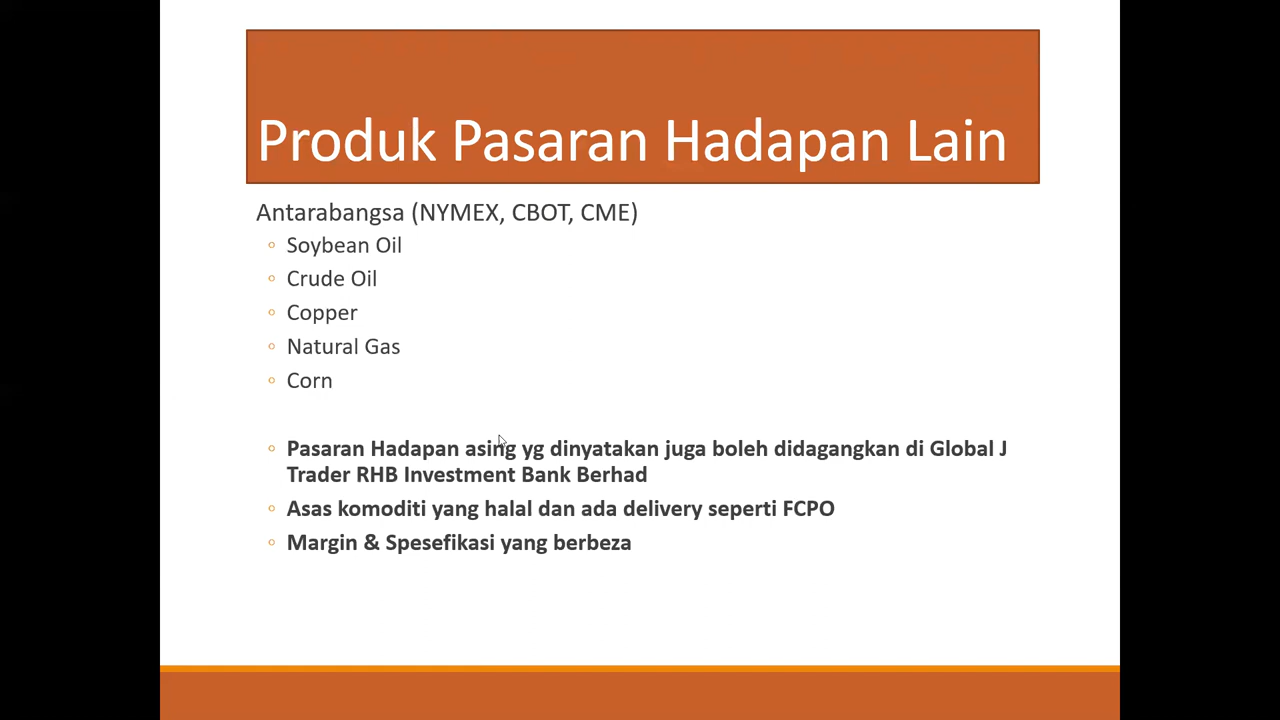 Produk Pasaran Hadapan Lain
Antarabangsa (NYMEX, CBOT, CME)
Soybean Oil
Crude Oil
Copper
Natural Gas
Corn
Pasaran Hadapan asing yg dinyatakan juga boleh didagangkan di Global J
Trader RHB Investment Bank Berhad
Asas komoditi yang halal dan ada delivery seperti FCPO
Margin & Spesefikasi yang berbeza